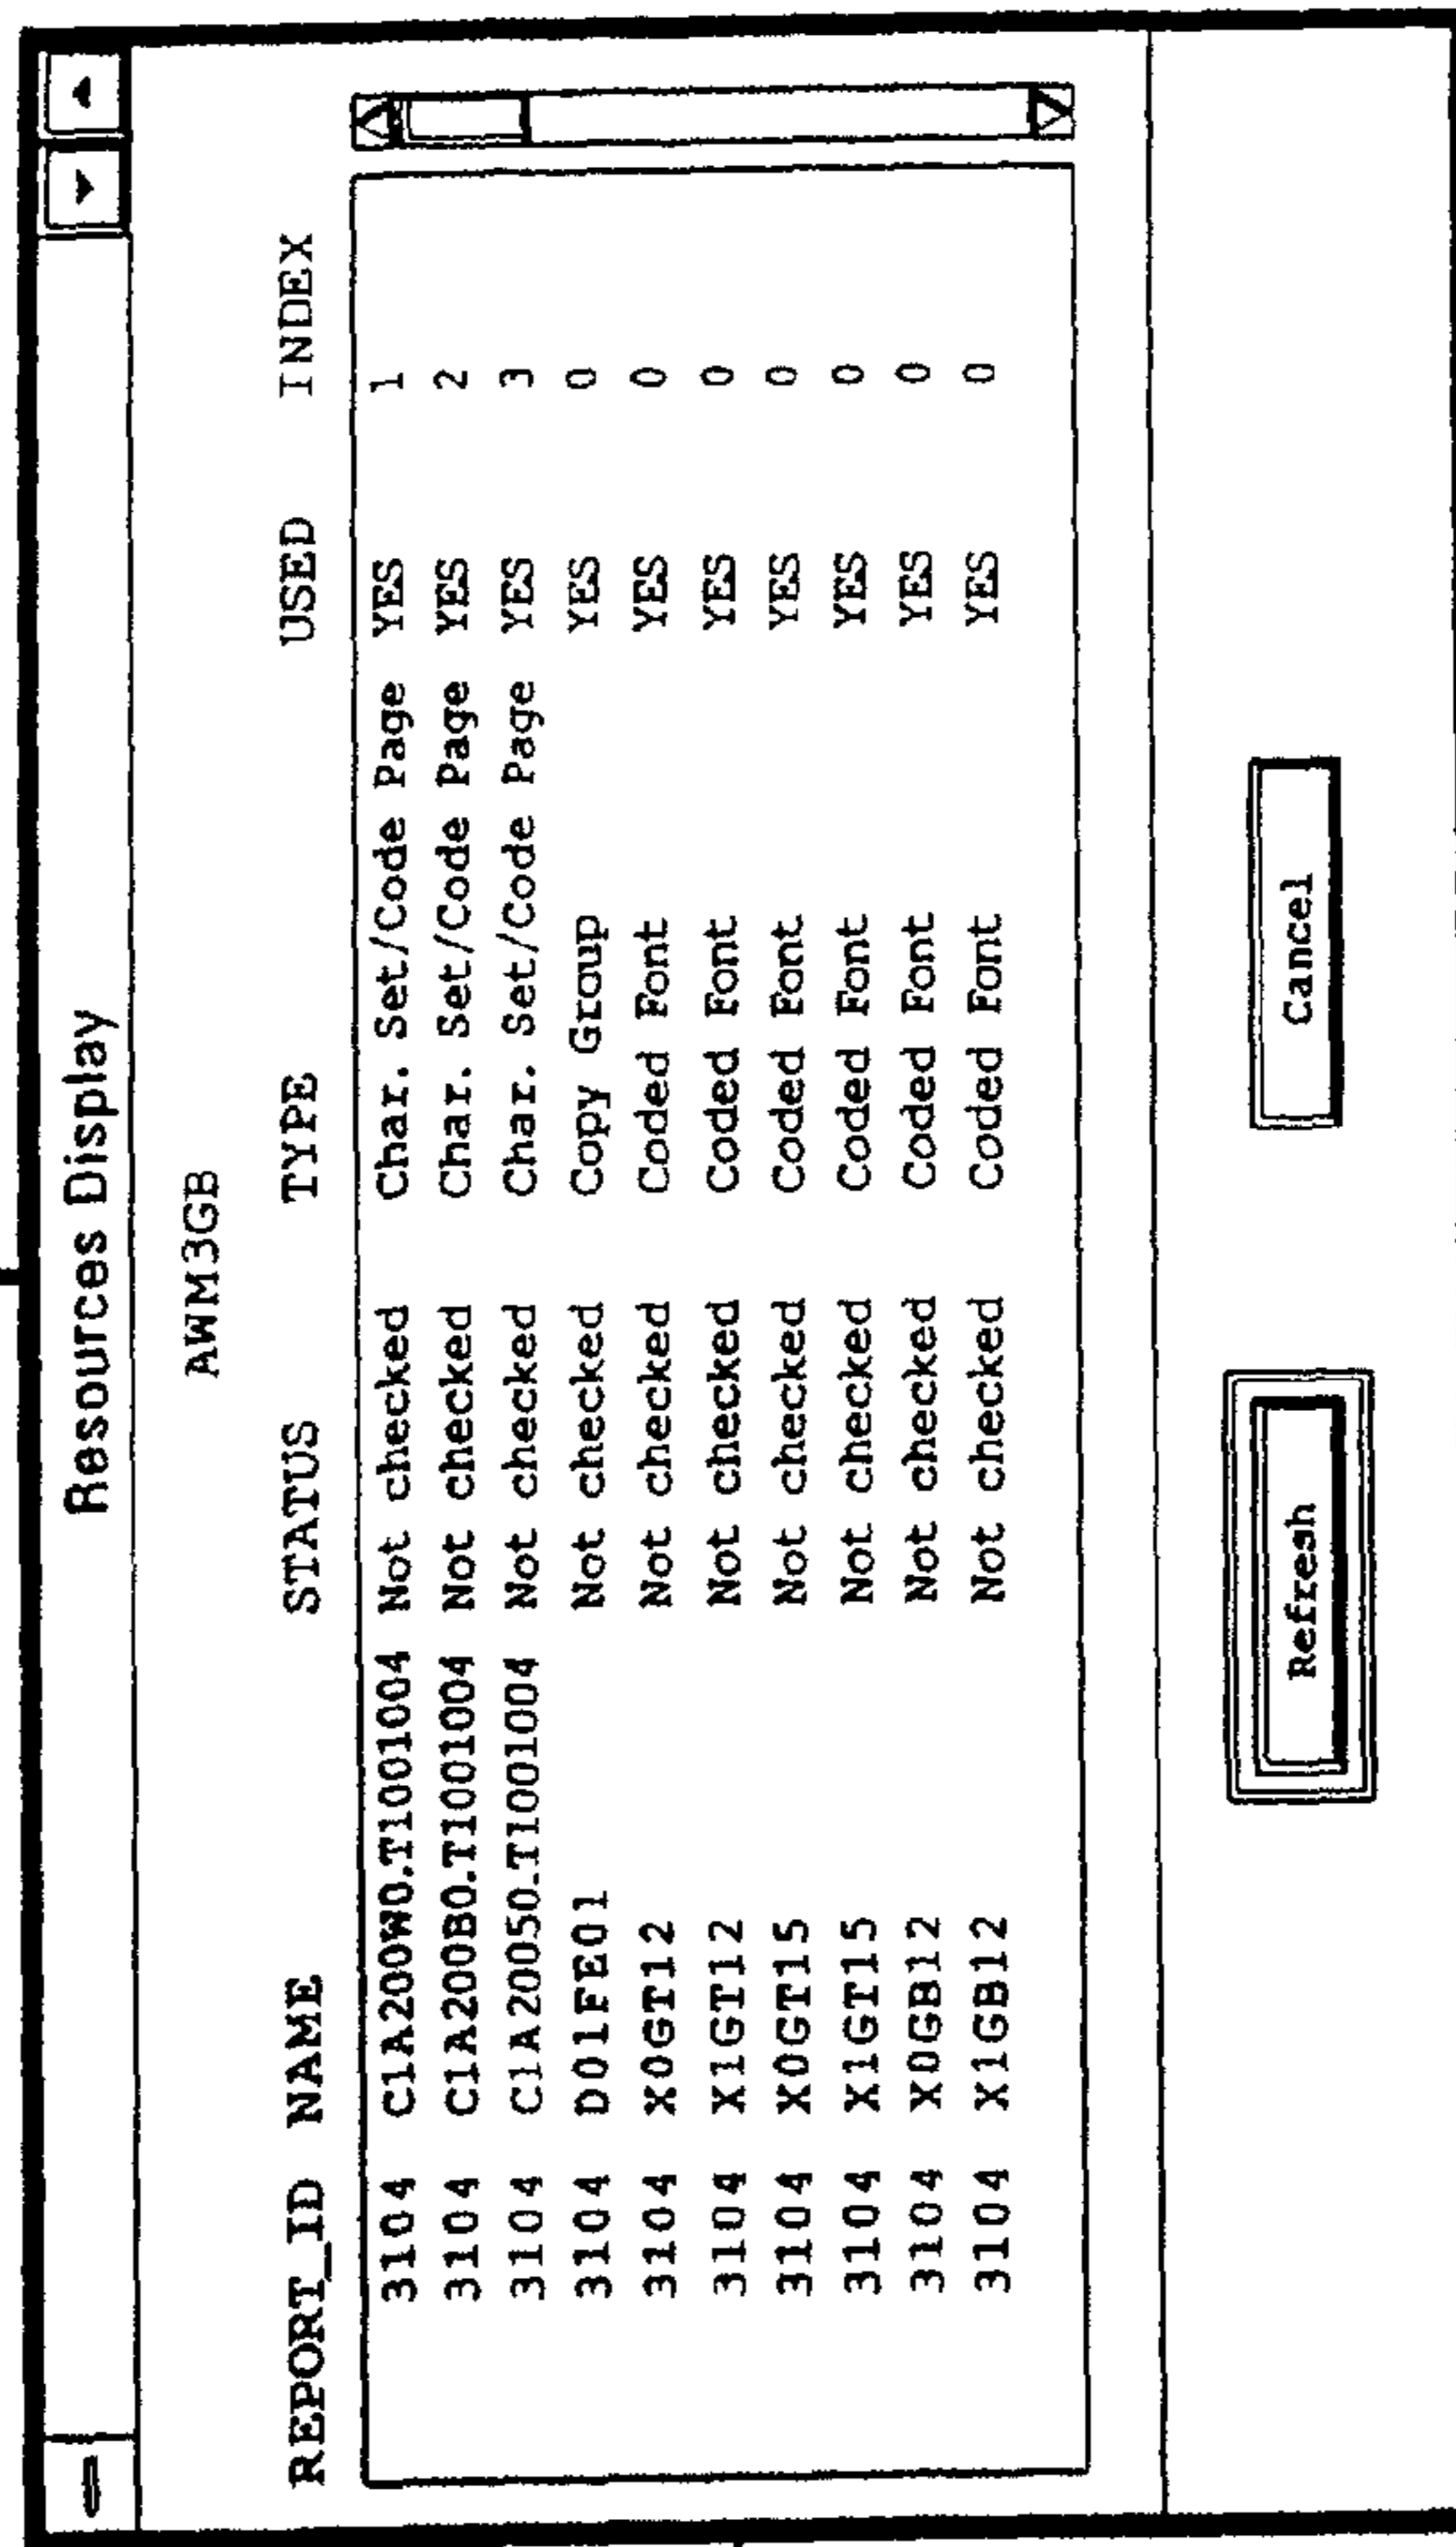 Resources Display
AWM3GB
REPORT_ID NAME STATUS TYPE USED INDEX
3104 C1A200W0.T1001004 Not checked Char. Set/Code Page YES 1
3104 C1A200B0.T1001004 Not checked Char. Set/Code Page YES 2
3104 C1A20050.T1001004 Not checked Char. Set/Code Page YES 3
3104 D01FE01 Not checked Copy Group YES 0
3104 X0GT12 Not checked Coded Font YES 0
3104 X1GT12 Not checked Coded Font YES 0
3104 X0GT15 Not checked Coded Font YES 0
3104 X1GT15 Not checked Coded Font YES 0
3104 X0GB12 Not checked Coded Font YES 0
3104 X1GB12 Not checked Coded Font YES 0
Refresh Cancel